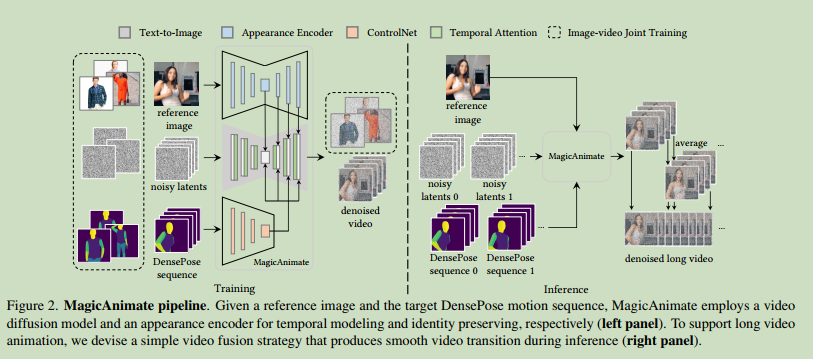 Text-to-Image Appearance Encoder ControlNet Temporal Attention Image-video Joint Training
reference
image
noisy latents
DensePose
sequence
denoised
video
MagicAnimate
Training
reference
image
noisy
latents 0
noisy
latents 1
...
DensePose
sequence 0
DensePose
sequence 1
...
MagicAnimate
average
...
...
denoised long video
Inference
Figure 2. MagicAnimate pipeline. Given a reference image and the target DensePose motion sequence, MagicAnimate employs a video
diffusion model and an appearance encoder for temporal modeling and identity preserving, respectively (left panel). To support long video
animation, we devise a simple video fusion strategy that produces smooth video transition during inference (right panel).